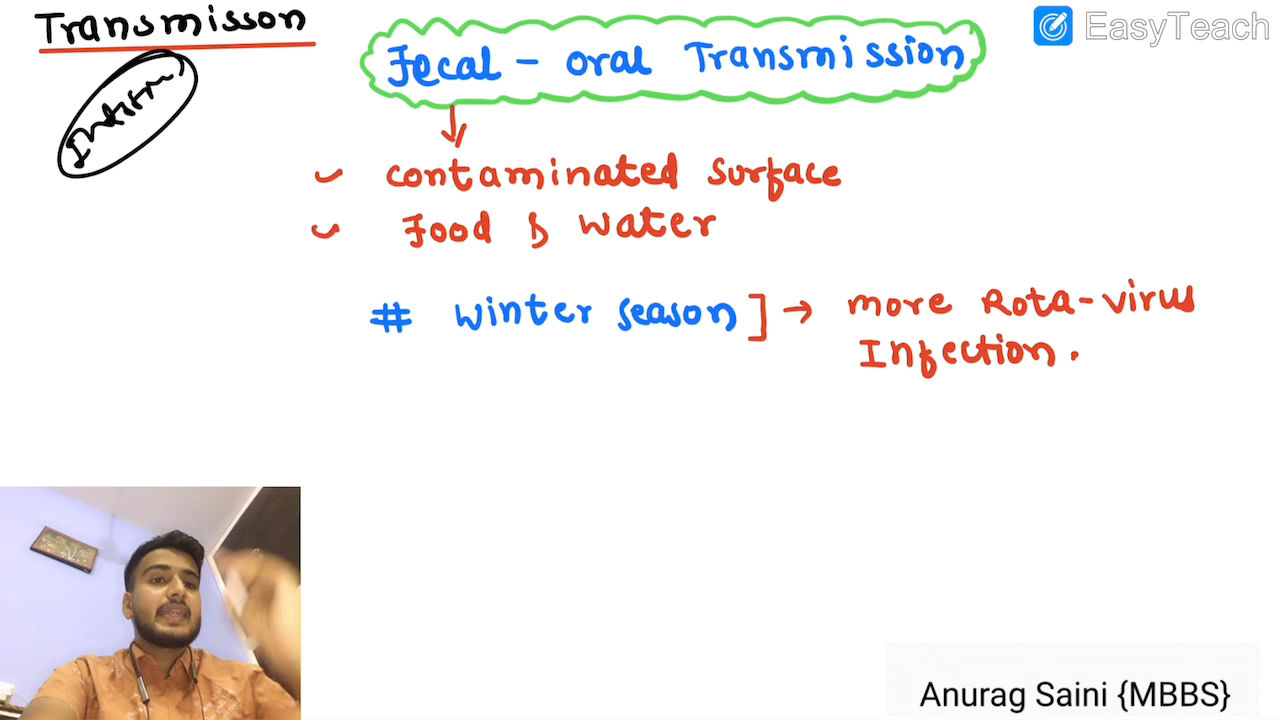 Transmisson
EasyTeach
Fecal - oral Transmission
contaminated surface
Food & water
# winter season ] → more Rota-virus
Infection.
Anurag Saini {MBBS}